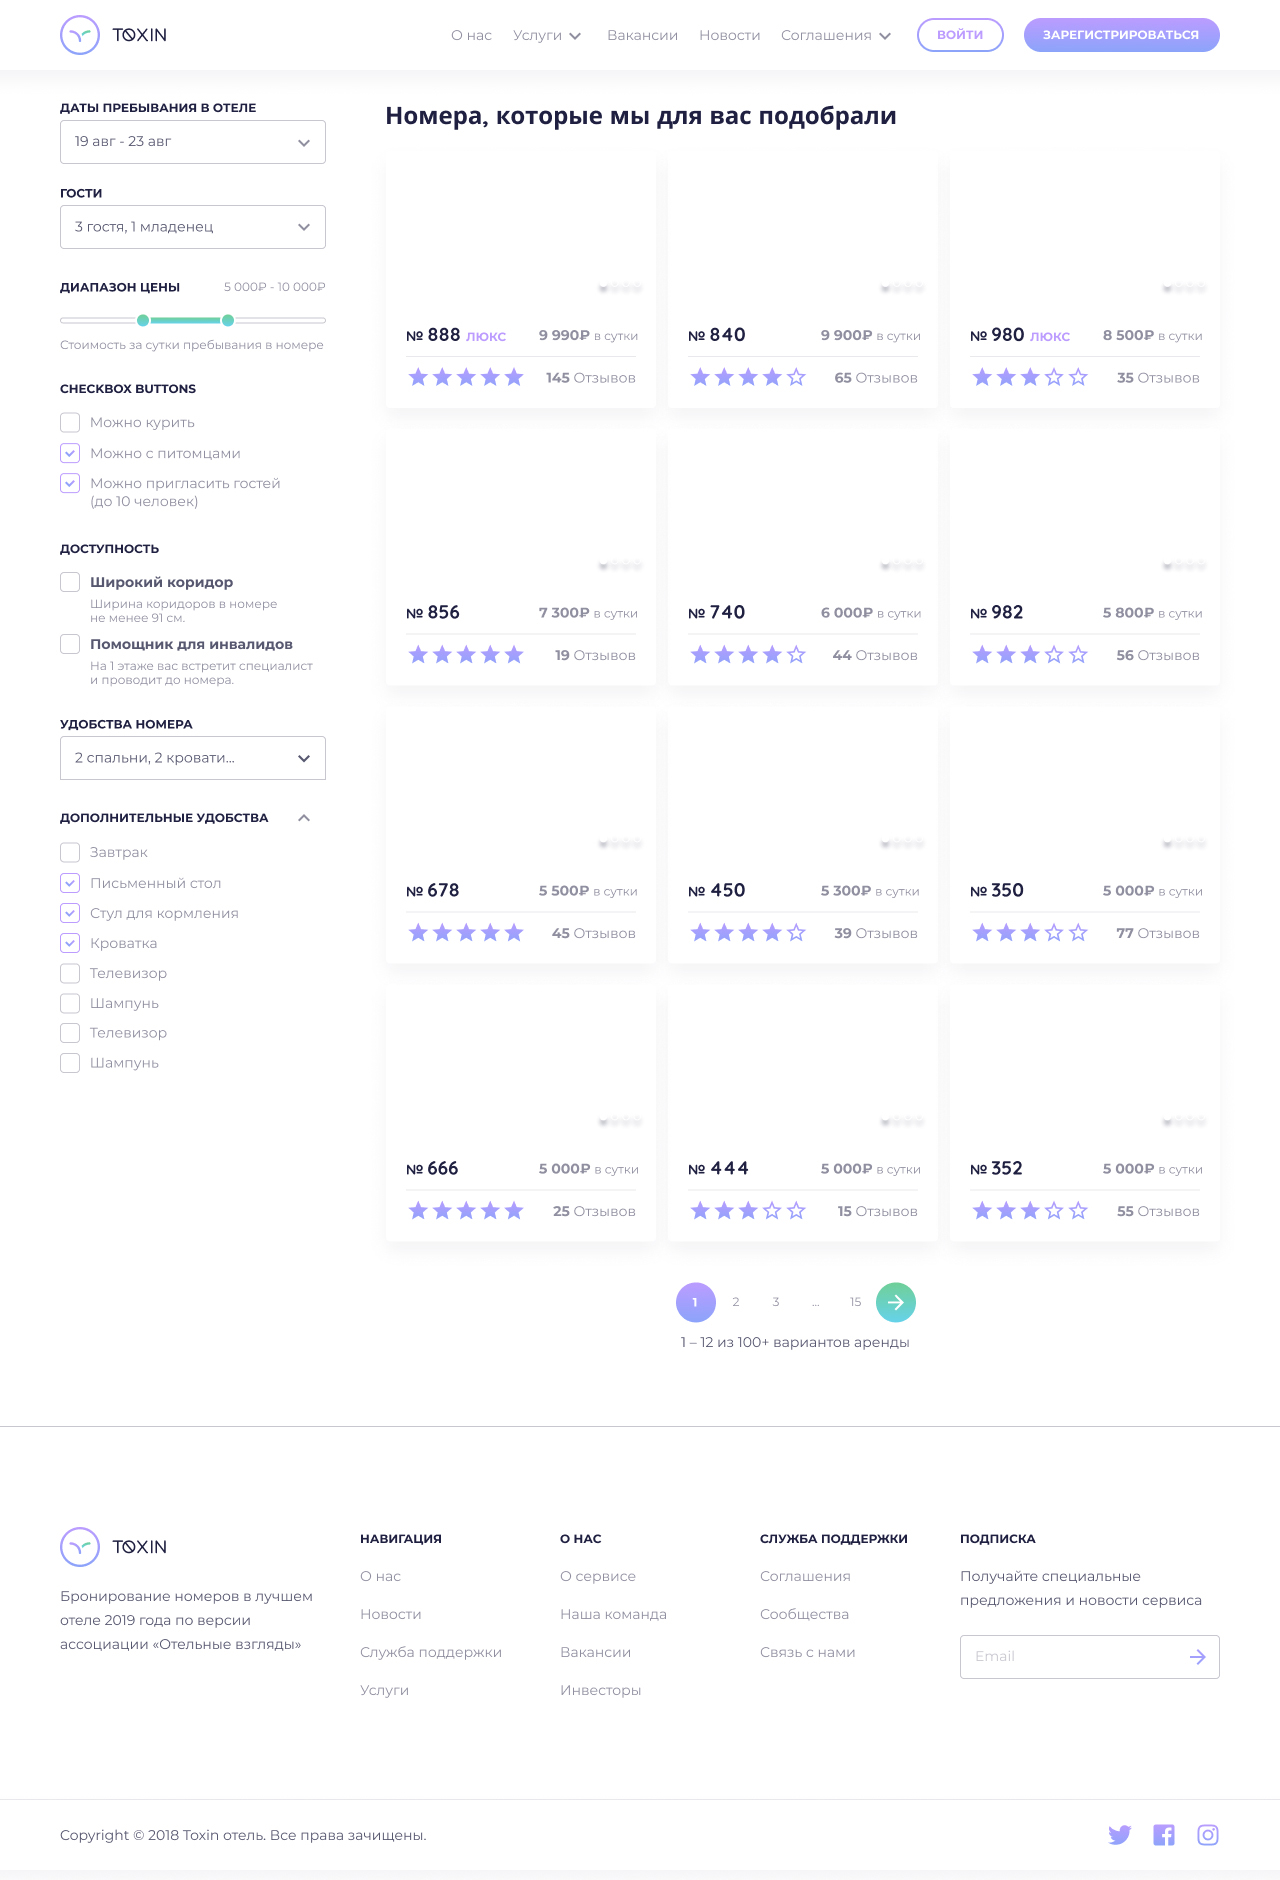 TOXIN
О нас
Услуги
Вакансии
Новости
Соглашения
ВОЙТИ
ЗАРЕГИСТРИРОВАТЬСЯ
ДАТЫ ПРЕБЫВАНИЯ В ОТЕЛЕ
19 авг - 23 авг
ГОСТИ
3 гостя, 1 младенец
ДИАПАЗОН ЦЕНЫ
5 000₽ - 10 000₽
Стоимость за сутки пребывания в номере
CHECKBOX BUTTONS
Можно курить
Можно с питомцами
Можно пригласить гостей
(до 10 человек)
ДОСТУПНОСТЬ
Широкий коридор
Ширина коридоров в номере
не менее 91 см.
Помощник для инвалидов
На 1 этаже вас встретит специалист
и проводит до номера.
УДОБСТВА НОМЕРА
2 спальни, 2 кровати...
ДОПОЛНИТЕЛЬНЫЕ УДОБСТВА
Завтрак
Письменный стол
Стул для кормления
Кроватка
Телевизор
Шампунь
Телевизор
Шампунь
Номера, которые мы для вас подобрали
№ 888 ЛЮКС 9 990₽ в сутки
145 Отзывов
№ 840 9 900₽ в сутки
65 Отзывов
№ 980 ЛЮКС 8 500₽ в сутки
35 Отзывов
№ 856 7 300₽ в сутки
19 Отзывов
№ 740 6 000₽ в сутки
44 Отзывов
№ 982 5 800₽ в сутки
56 Отзывов
№ 678 5 500₽ в сутки
45 Отзывов
№ 450 5 300₽ в сутки
39 Отзывов
№ 350 5 000₽ в сутки
77 Отзывов
№ 666 5 000₽ в сутки
25 Отзывов
№ 444 5 000₽ в сутки
15 Отзывов
№ 352 5 000₽ в сутки
55 Отзывов
1 2 3 ... 15
1 – 12 из 100+ вариантов аренды
TOXIN
Бронирование номеров в лучшем
отеле 2019 года по версии
ассоциации «Отельные взгляды»
НАВИГАЦИЯ
О нас
Новости
Служба поддержки
Услуги
О НАС
О сервисе
Наша команда
Вакансии
Инвесторы
СЛУЖБА ПОДДЕРЖКИ
Соглашения
Сообщества
Связь с нами
ПОДПИСКА
Получайте специальные
предложения и новости сервиса
Email
Copyright © 2018 Toxin отель. Все права зачищены.